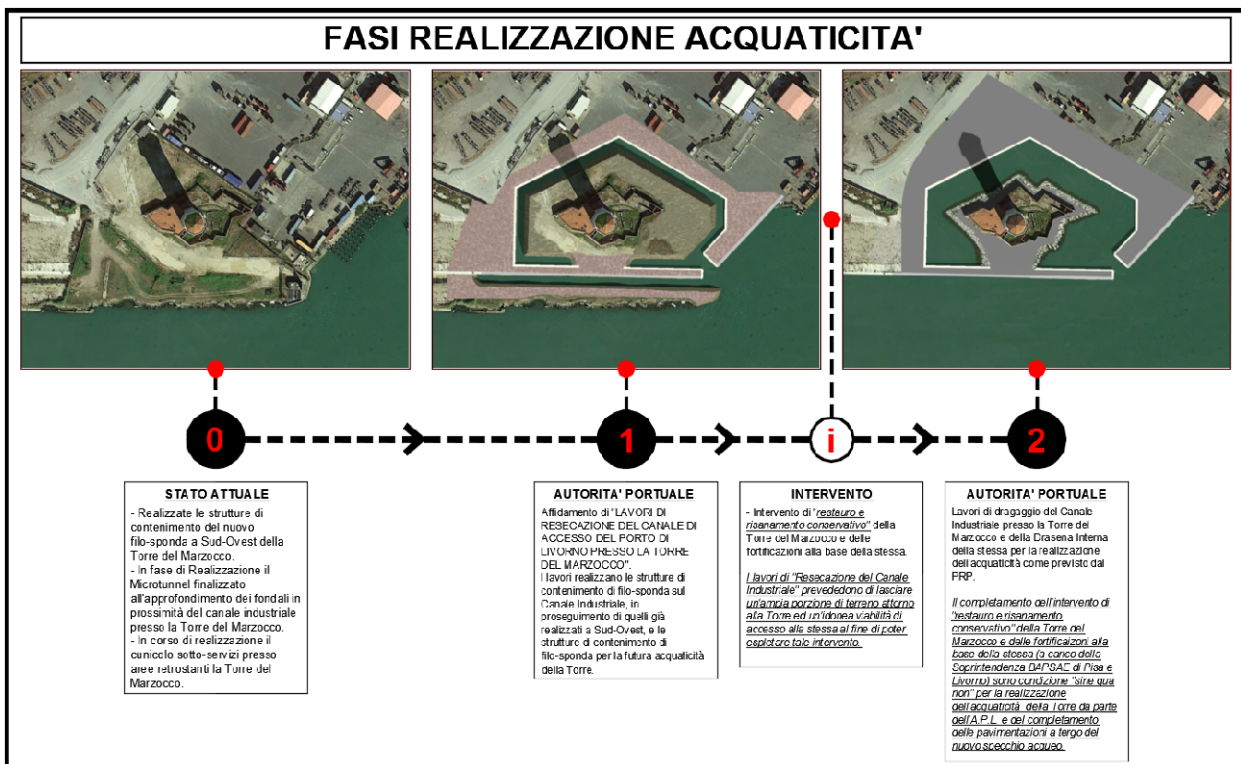 FASI REALIZZAZIONE ACQUATICITA'
0
1
i
2
STATO ATTUALE
- Realizzate le strutture di
contenimento del nuovo
filo-sponda a Sud-Ovest della
Torre del Marzocco.
- In fase di Realizzazione il
Microtunnel finalizzato
all'approfondimento dei fondali in
prossimità del canale industriale
presso la Torre del Marzocco.
- In corso di realizzazione il
cunicolo sotto-servizi presso
aree retrostanti la Torre del
Marzocco.
AUTORITA' PORTUALE
Affidamento di "LAVORI DI
RESECAZIONE DEL CANALE DI
ACCESSO DEL PORTO DI
LIVORNO PRESSO LA TORRE
DEL MARZOCCO".
I lavori realizzano le strutture di
contenimento di filo-sponda sul
Canale Industriale, in
proseguimento di quelli già
realizzati a Sud-Ovest, e le
strutture di contenimento di
filo-sponda per la futura acquaticità
della Torre.
INTERVENTO
- Intervento di "restauro e
risanamento conservativo" della
Torre del Marzocco e delle
fortificazioni alla base della stessa.
I lavori di "Resecazione del Canale
Industriale" prevededono di lasciare
un'ampia porzione di terreno attorno
alla Torre ed un'idonea viabilità di
accesso alla stessa al fine di poter
espletare tale intervento.
AUTORITA' PORTUALE
Lavori di dragaggio del Canale
Industriale presso la Torre del
Marzocco e della Darsena Interna
della stessa per la realizzazione
dell'acquaticità come previsto dal
PRP.
Il completamento dell'intervento di
"restauro e risanamento
conservativo" della Torre del
Marzocco e delle fortificaizoni alla
base della stessa (a carico della
Soprintendenza BAPSAE di Pisa e
Livorno) sono condizione "sine qua
non" per la realizzazione
dell'acquaticità della Torre da parte
dell'A.P.L. e del completamento
delle pavimentazioni a tergo del
nuovo specchio acqueo.